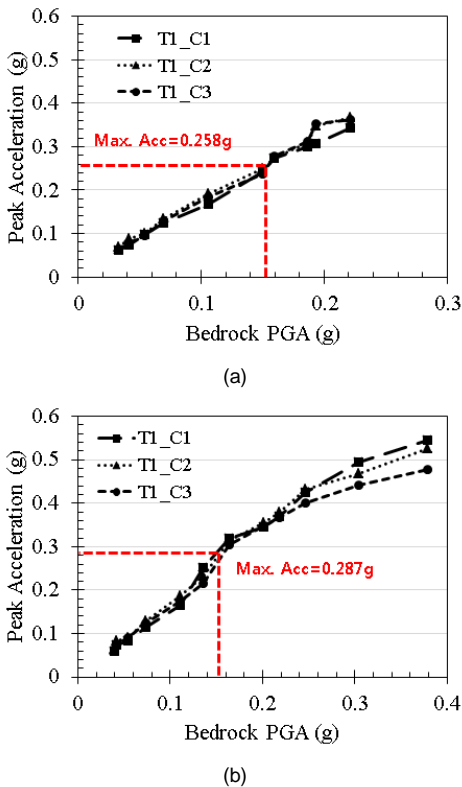 0.6
0.5
0.4
0.3
0.2
0.1
0
Peak Acceleration (g)
T1_C1
T1_C2
T1_C3
Max. Acc=0.258g
0 0.1 0.2 0.3
Bedrock PGA (g)
(a)
0.6
0.5
0.4
0.3
0.2
0.1
0
Peak Acceleration (g)
T1_C1
T1_C2
T1_C3
Max. Acc=0.287g
0 0.1 0.2 0.3 0.4
Bedrock PGA (g)
(b)